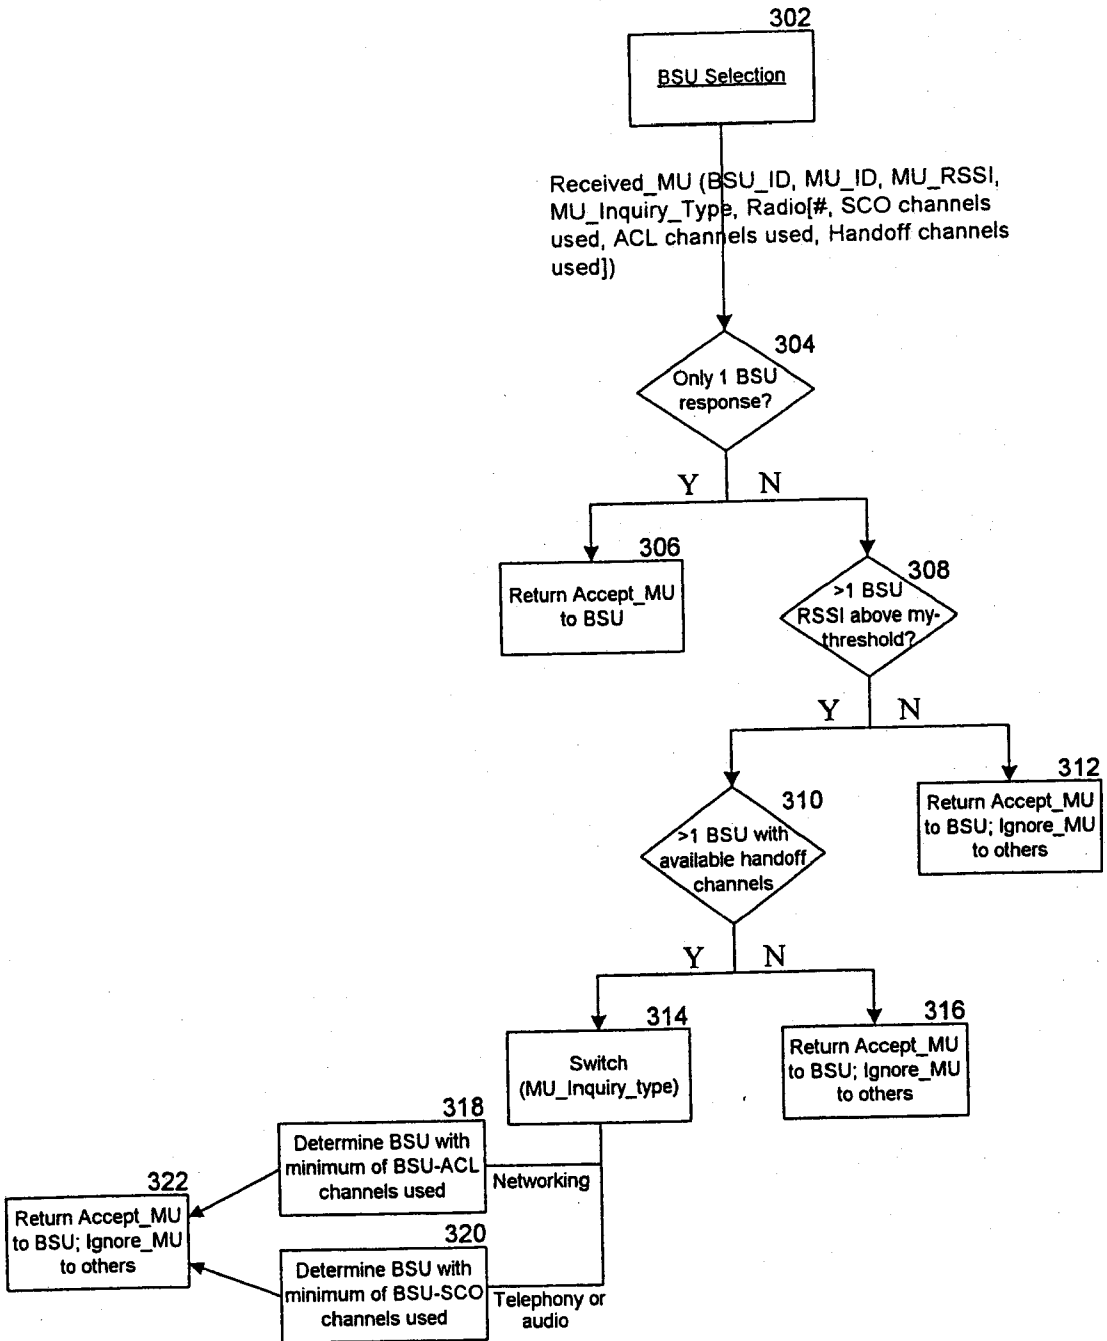 302
BSU Selection
Received_MU (BSU_ID, MU_ID, MU_RSSI,
MU_Inquiry_Type, Radio[#, SCO channels
used, ACL channels used, Handoff channels
used])
304
Only 1 BSU
response?
Y N
306
Return Accept_MU
to BSU
308
>1 BSU
RSSI above my-
threshold?
Y N
310
>1 BSU with
available handoff
channels
312
Return Accept_MU
to BSU; Ignore_MU
to others
Y N
314
Switch
(MU_Inquiry_type)
316
Return Accept_MU
to BSU; Ignore_MU
to others
318
Determine BSU with
minimum of BSU-ACL
channels used
Networking
322
Return Accept_MU
to BSU; Ignore_MU
to others
320
Determine BSU with
minimum of BSU-SCO
channels used
Telephony or
audio